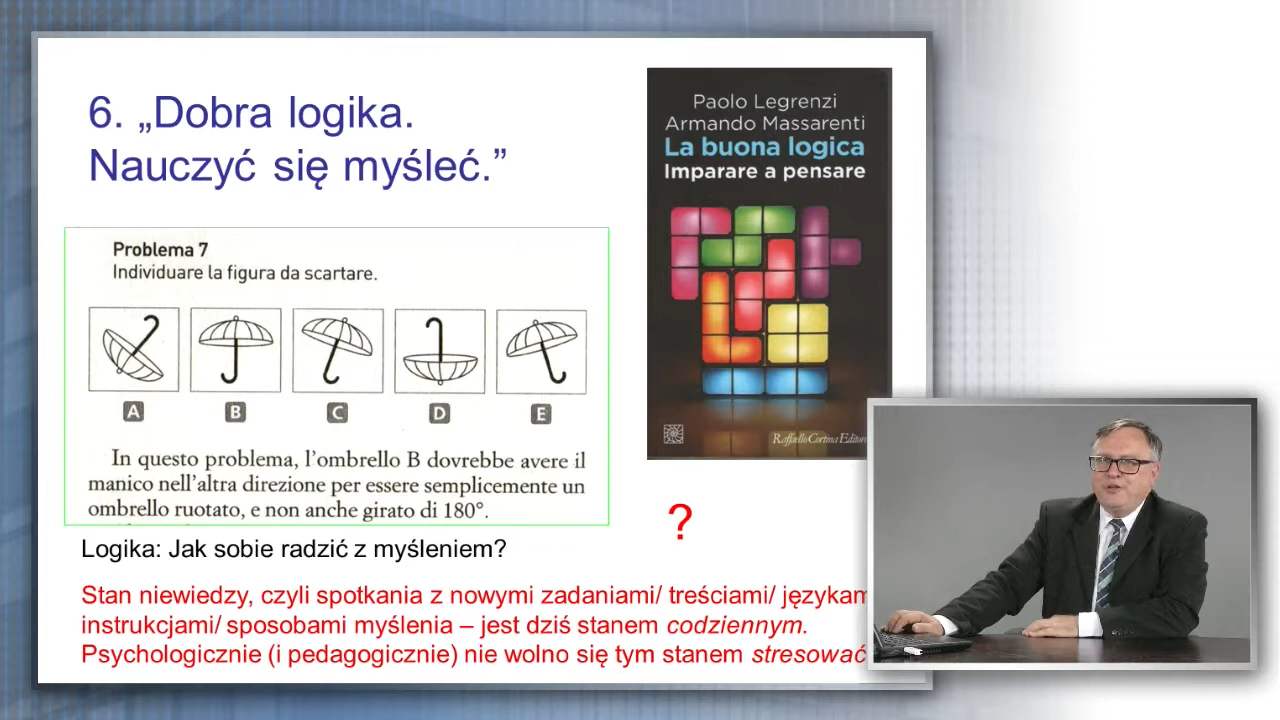 6. „Dobra logika.
Nauczyć się myśleć.”
Paolo Legrenzi
Armando Massarenti
La buona logica
Imparare a pensare
Raffaello Cortina Editore
Problema 7
Individuare la figura da scartare.
A B C D E
In questo problema, l'ombrello B dovrebbe avere il
manico nell'altra direzione per essere semplicemente un
ombrello ruotato, e non anche girato di 180°.
?
Logika: Jak sobie radzić z myśleniem?
Stan niewiedzy, czyli spotkania z nowymi zadaniami/ treściami/ językam
instrukcjami/ sposobami myślenia – jest dziś stanem codziennym.
Psychologicznie (i pedagogicznie) nie wolno się tym stanem stresować